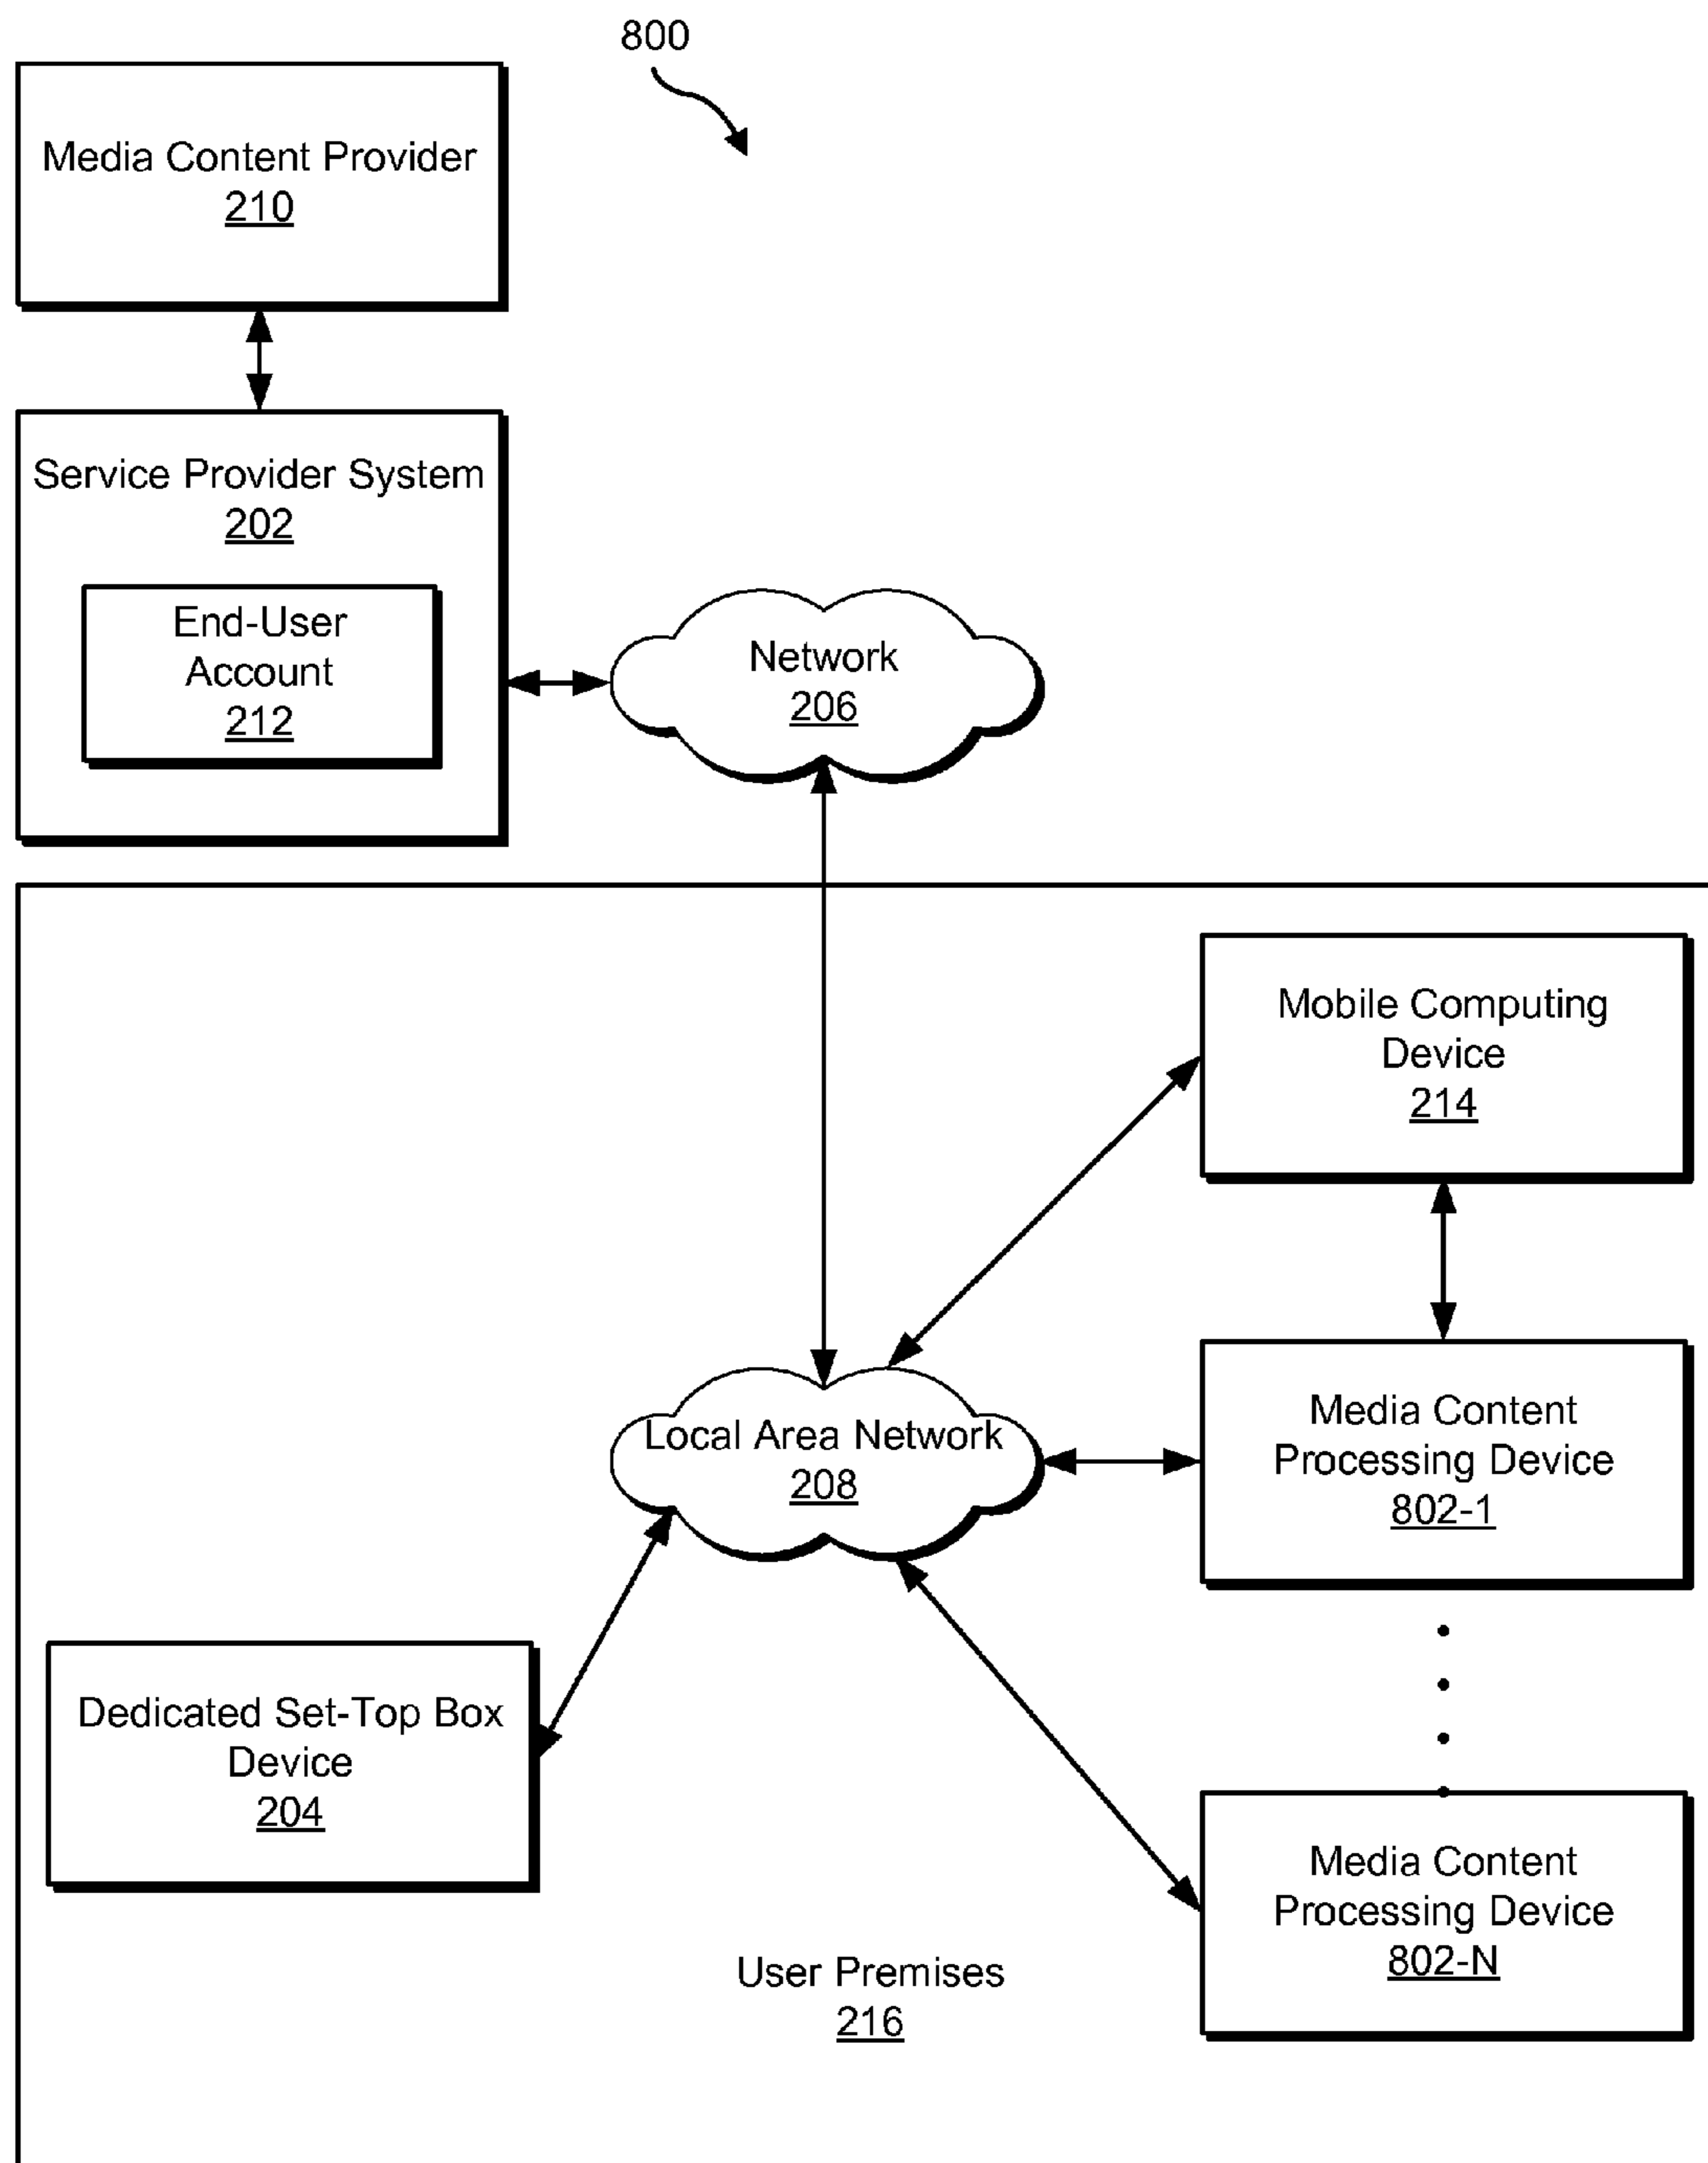 800
Media Content Provider
210
Service Provider System
202
End-User
Account
212
Network
206
Mobile Computing
Device
214
Local Area Network
208
Media Content
Processing Device
802-1
Dedicated Set-Top Box
Device
204
Media Content
Processing Device
802-N
User Premises
216